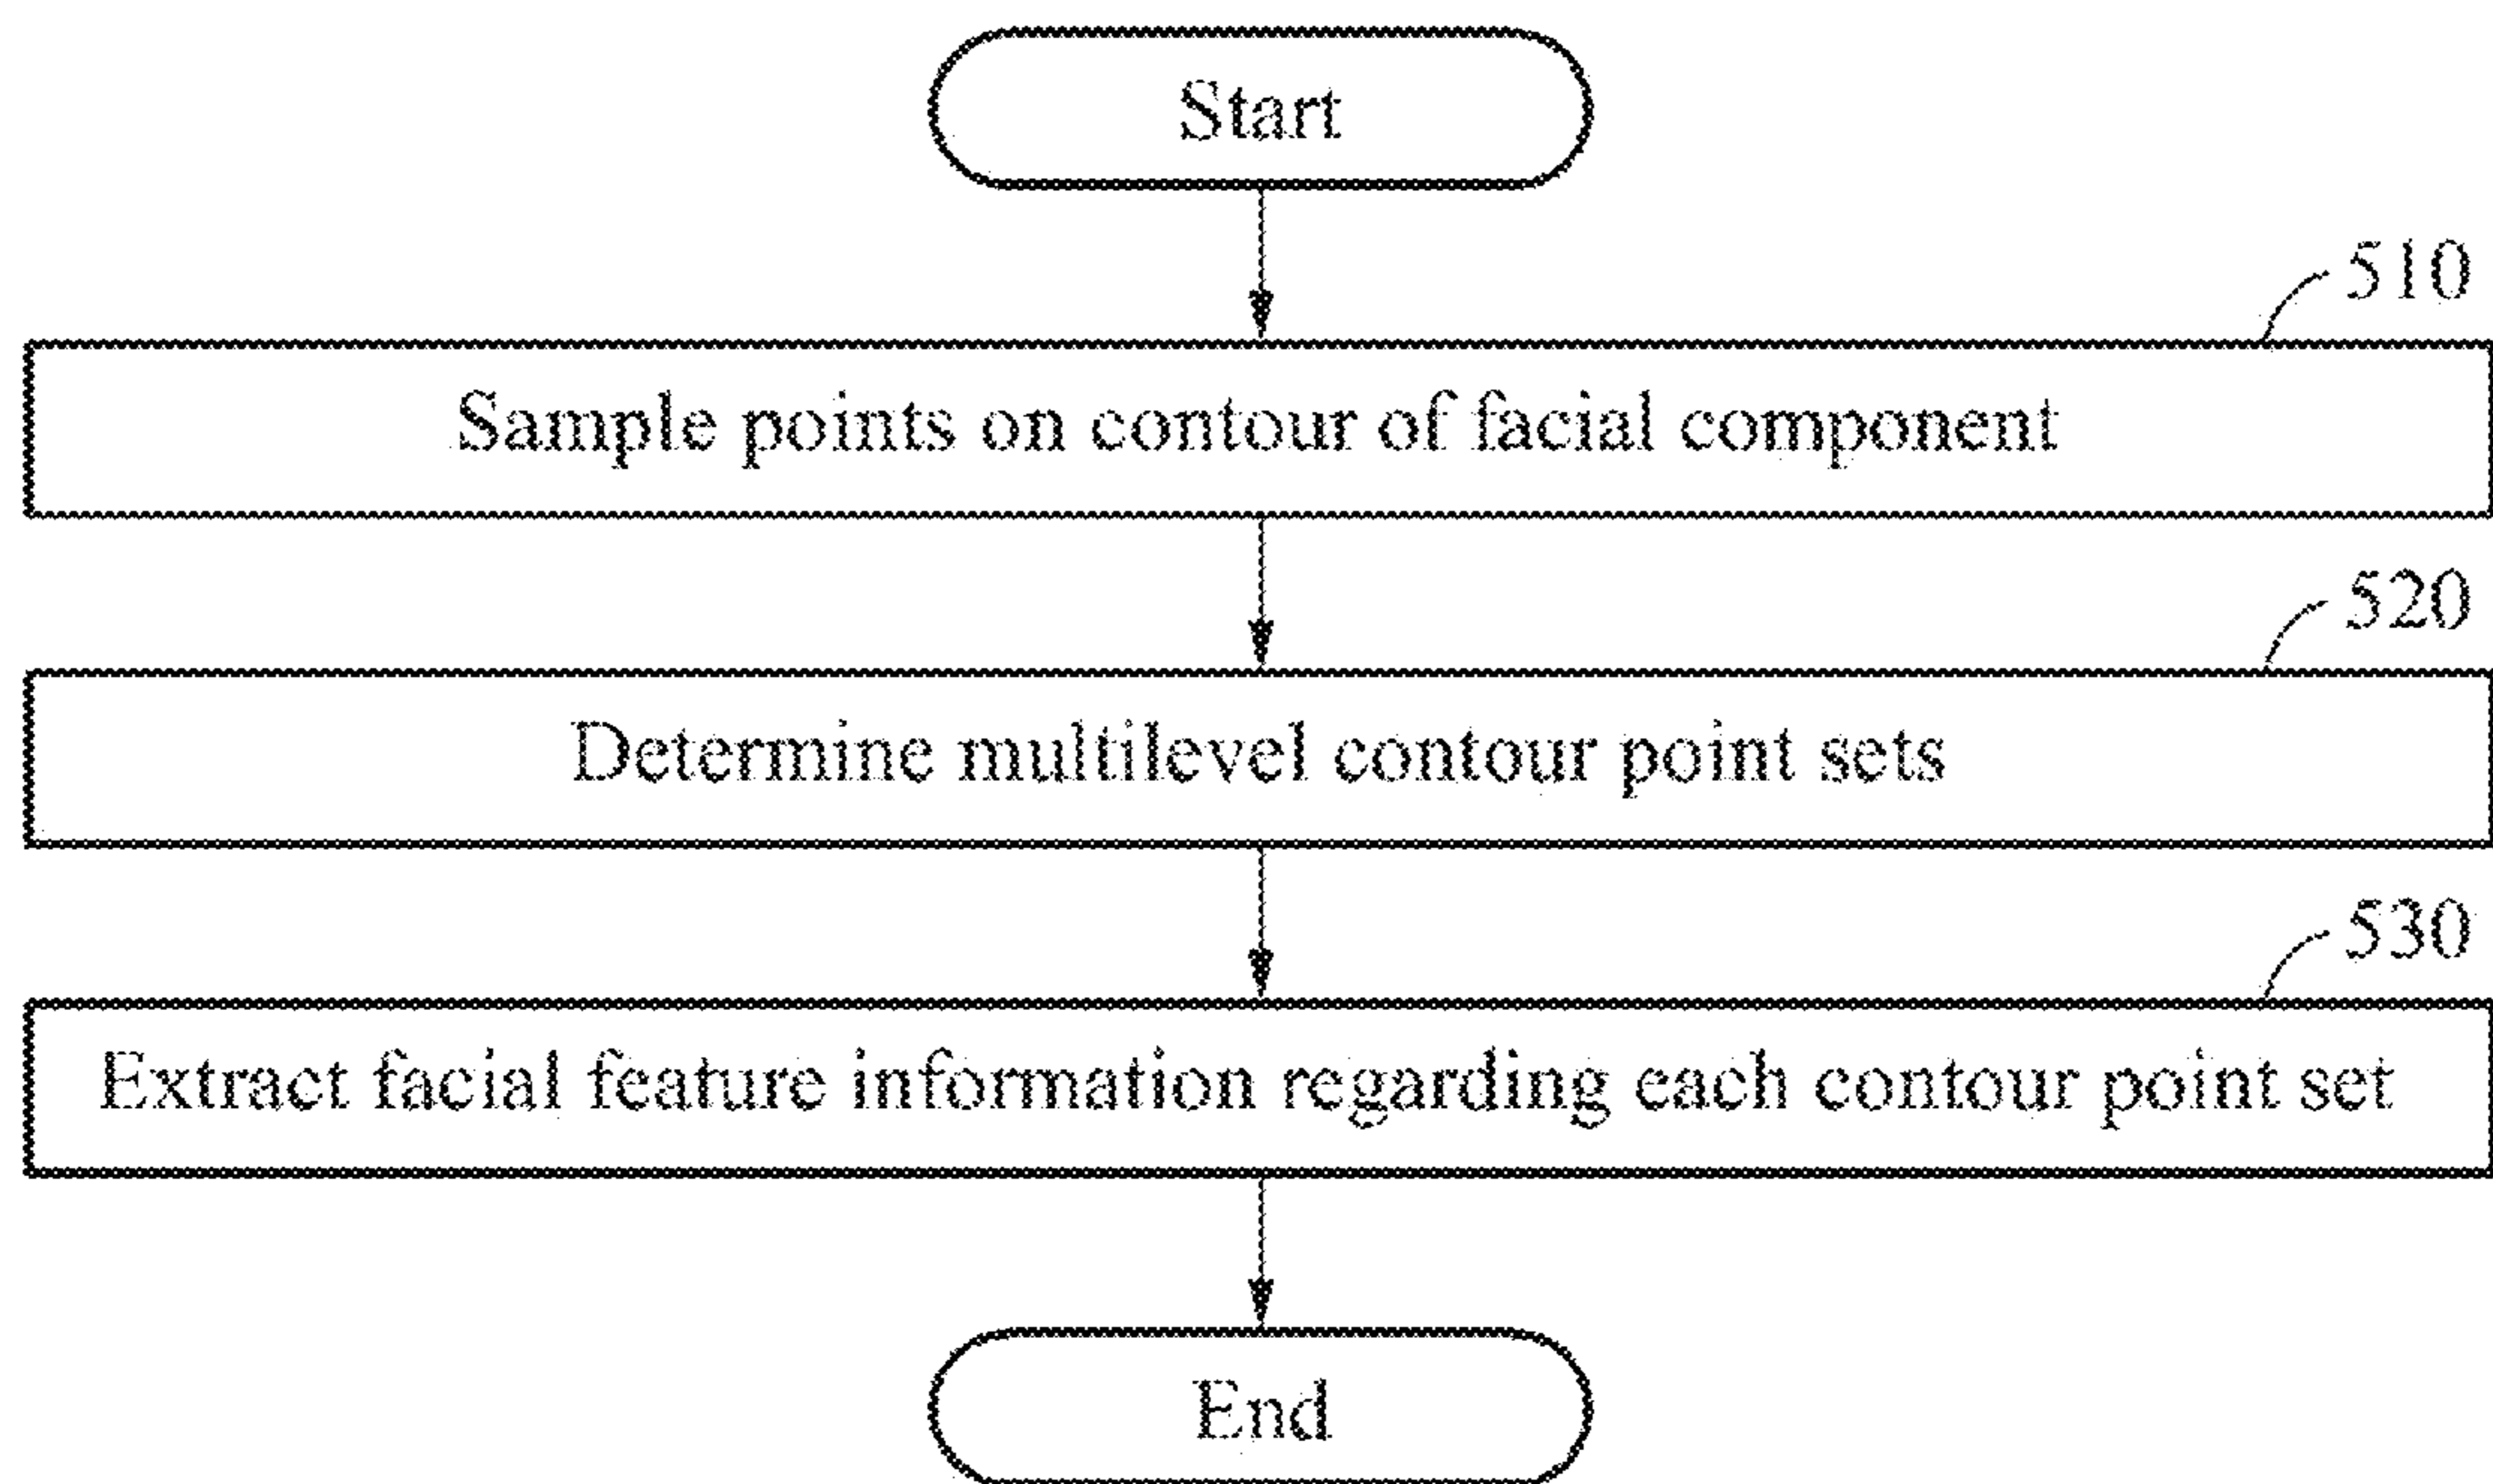 Start
510
Sample points on contour of facial component
520
Determine multilevel contour point sets
530
Extract facial feature information regarding each contour point set
End